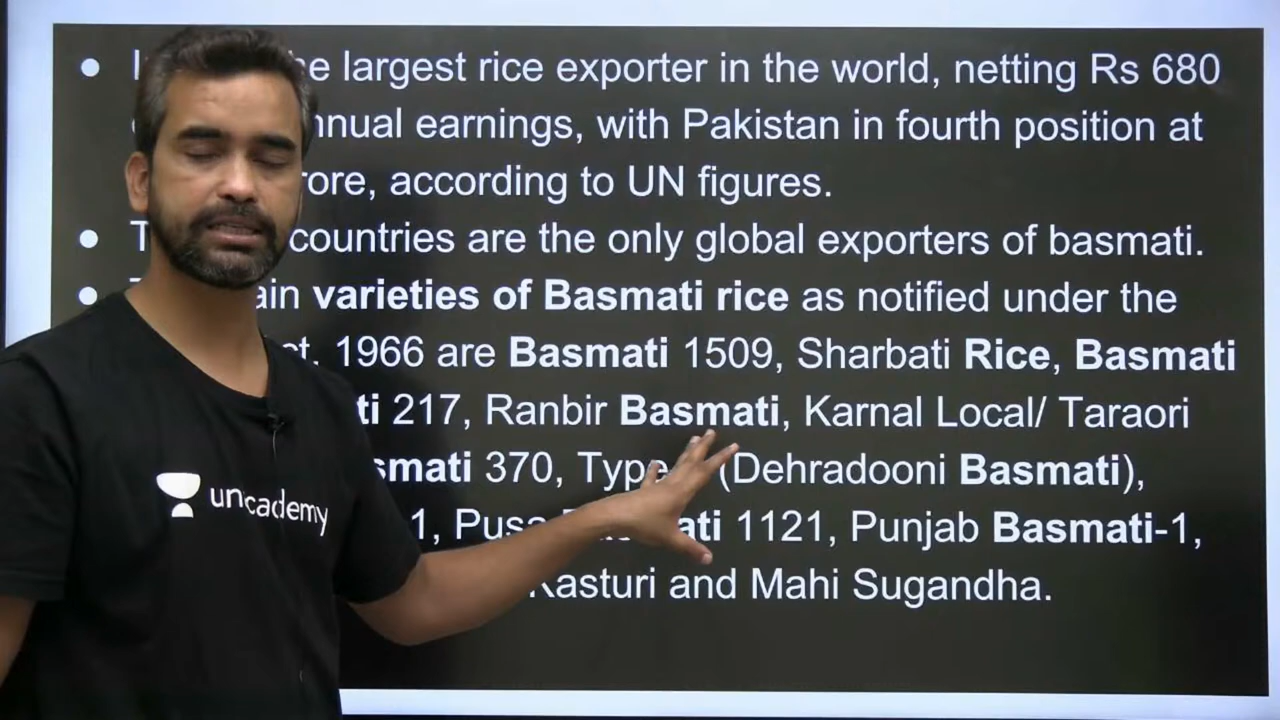 largest rice exporter in the world, netting Rs 680
earnings, with Pakistan in fourth position at
according to UN figures.
countries are the only global exporters of basmati.
varieties of Basmati rice as notified under the
1966 are Basmati 1509, Sharbati Rice, Basmati
217, Ranbir Basmati, Karnal Local/ Taraori
370, (Dehradooni Basmati),
1121, Punjab Basmati-1,
Kasturi and Mahi Sugandha.
unacademy